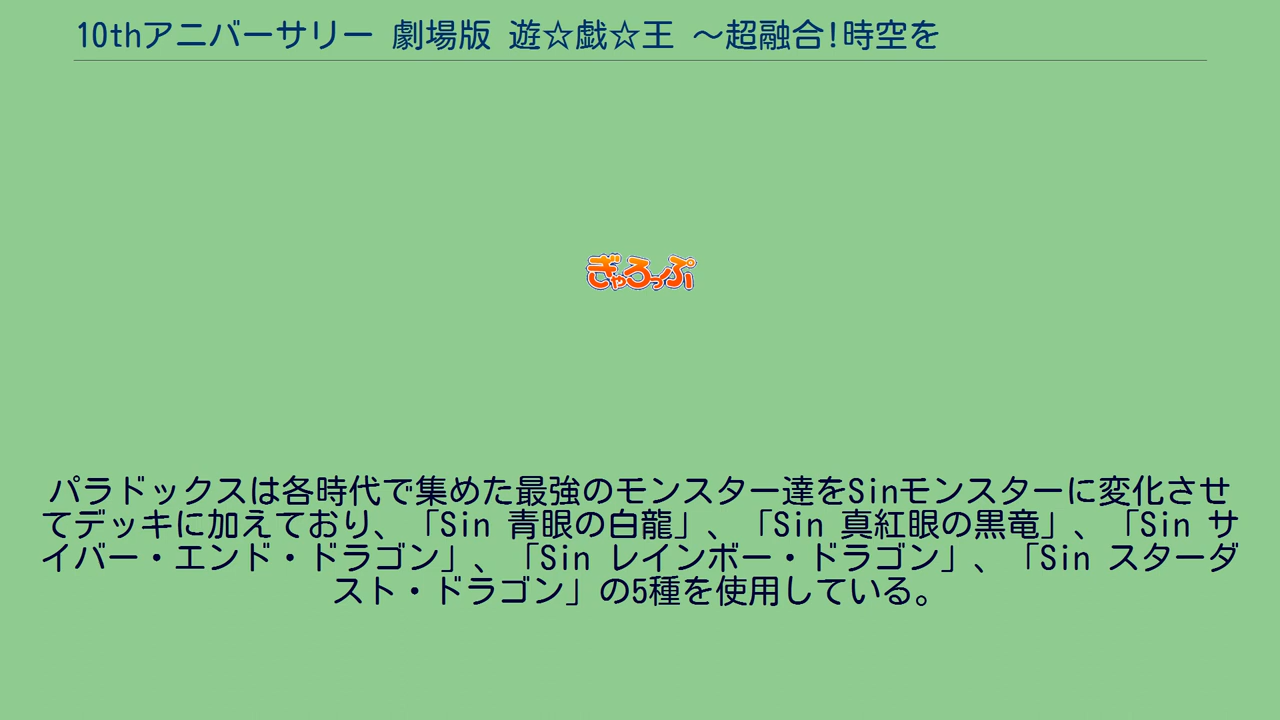 10thアニバーサリー 劇場版 遊☆戯☆王 ～超融合!時空を
ぎゃろっぷ
パラドックスは各時代で集めた最強のモンスター達をSinモンスターに変化させ
てデッキに加えており、「Sin 青眼の白龍」、「Sin 真紅眼の黒竜」、「Sin サ
イバー・エンド・ドラゴン」、「Sin レインボー・ドラゴン」、「Sin スターダ
スト・ドラゴン」の5種を使用している。